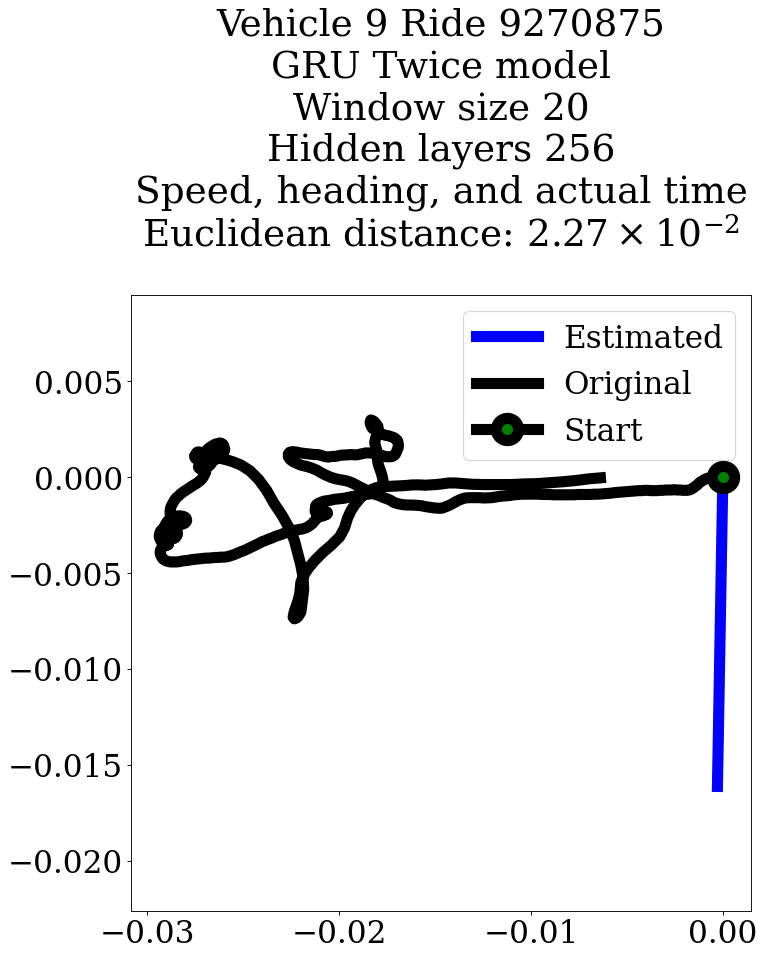 Vehicle 9 Ride 9270875
GRU Twice model
Window size 20
Hidden layers 256
Speed, heading, and actual time
Euclidean distance: 2.27 × 10⁻²
Estimated
Original
Start
0.005
0.000
−0.005
−0.010
−0.015
−0.020
−0.03 −0.02 −0.01 0.00